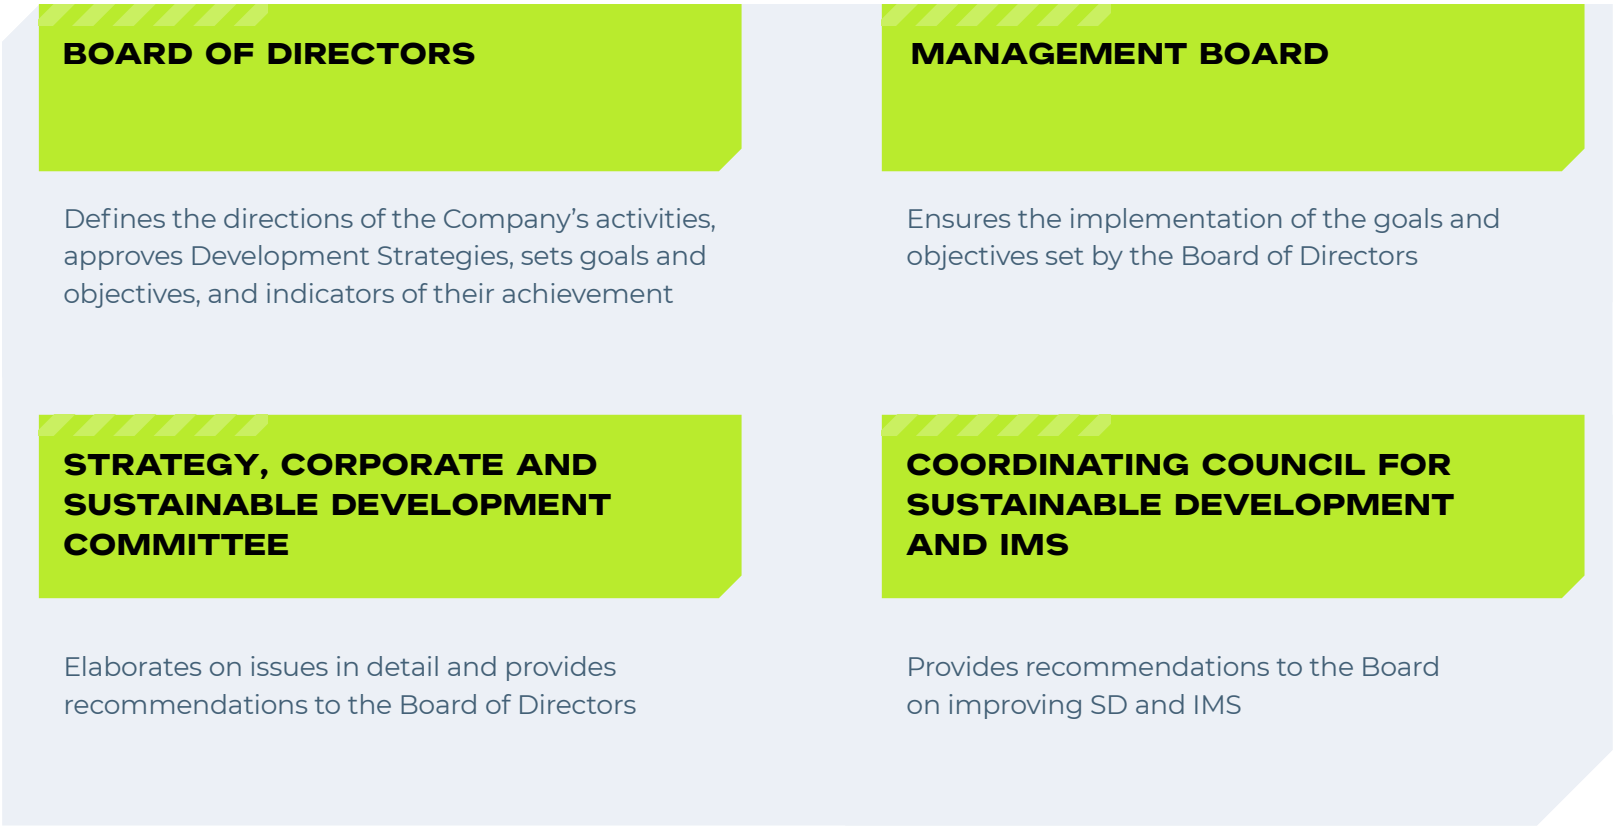 BOARD OF DIRECTORS
Defines the directions of the Company’s activities,
approves Development Strategies, sets goals and
objectives, and indicators of their achievement
MANAGEMENT BOARD
Ensures the implementation of the goals and
objectives set by the Board of Directors
STRATEGY, CORPORATE AND
SUSTAINABLE DEVELOPMENT
COMMITTEE
Elaborates on issues in detail and provides
recommendations to the Board of Directors
COORDINATING COUNCIL FOR
SUSTAINABLE DEVELOPMENT
AND IMS
Provides recommendations to the Board
on improving SD and IMS